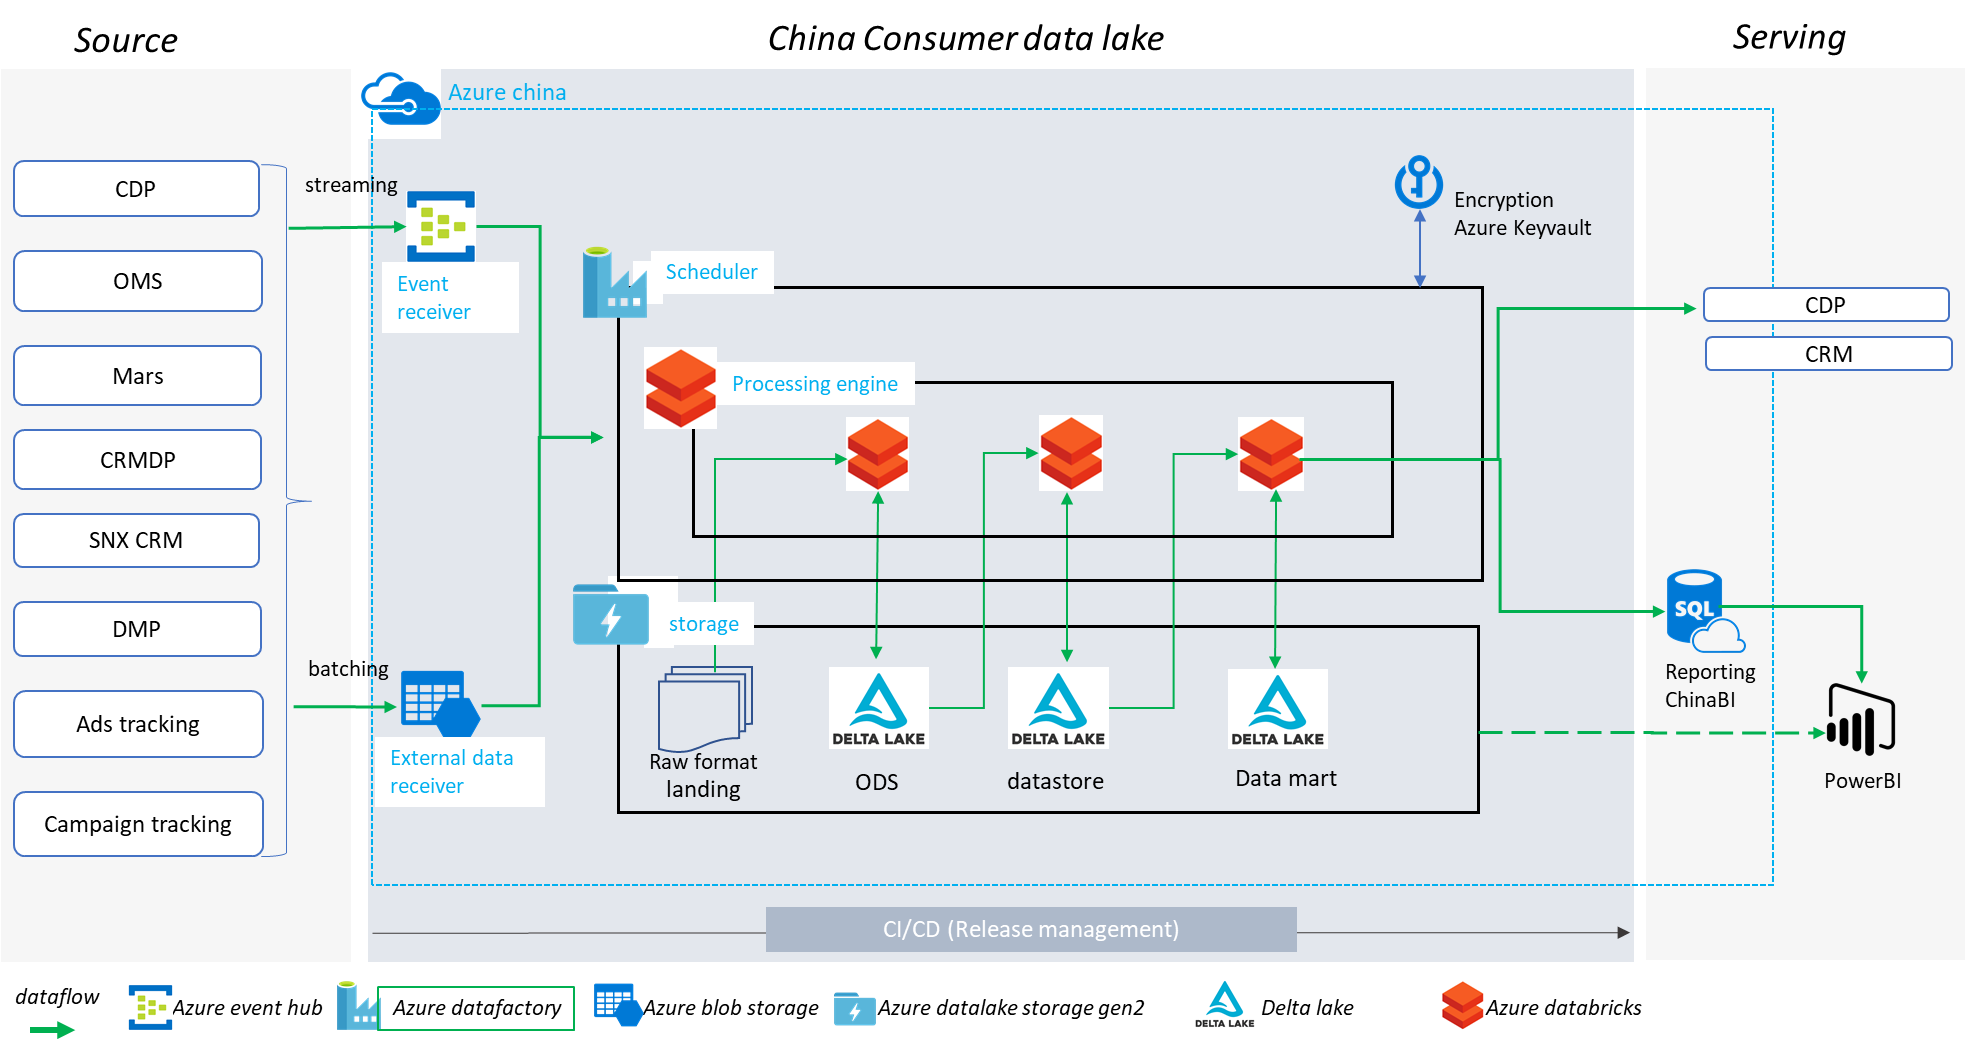 Source
China Consumer data lake
Serving
Azure china
CDP
OMS
Mars
CRMDP
SNX CRM
DMP
Ads tracking
Campaign tracking
streaming
batching
Event
receiver
External data
receiver
Scheduler
Processing engine
Encryption
Azure Keyvault
storage
Raw format
landing
DELTA LAKE
ODS
DELTA LAKE
datastore
DELTA LAKE
Data mart
CDP
CRM
SQL
Reporting
ChinaBI
PowerBI
CI/CD (Release management)
dataflow
Azure event hub
Azure datafactory
Azure blob storage
Azure datalake storage gen2
DELTA LAKE
Delta lake
Azure databricks